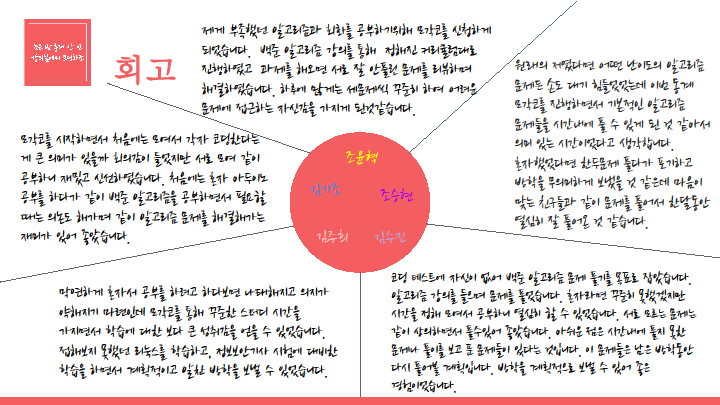 회고
제게 부족했던 알고리즘과 회화를 공부하기위해 모각코를 신청하게
되었습니다. 백준 알고리즘 강의를 통해 정해진 커리큘럼대로
진행하였고 과제를 해오면 서로 잘 안풀린 문제를 리뷰하며
해결하였습니다. 하루에 많게는 세문제씩 꾸준히 하여 어려운
문제에 접근하는 자신감을 가지게 된것같습니다.
원래의 저였다면 어떤 난이도의 알고리즘
문제든 손도 대기 힘들었었는데 이번 동계
모각코를 진행하면서 기본적인 알고리즘
문제들을 시간내에 풀 수 있게 된 것 같아서
의미 있는 시간이었다고 생각합니다.
혼자했었다면 한두문제 풀다가 포기하고
방학을 무의미하게 보냈을 것 같은데 마음이
맞는 친구들과 같이 문제를 풀어서 한달동안
열심히 잘 풀어온 것 같습니다.
모각코를 시작하면서 처음에는 모여서 각자 코딩한다는
게 큰 의미가 있을까 회의감이 들었지만 서로 모여 같이
공부하니 재밌고 신선하였습니다. 처음에는 혼자 아두이노
공부를 하다가 같이 백준 알고리즘을 공부하면서 필요할
때는 의논도 해가며 같이 알고리즘 문제를 해결해가는
재미가 있어 좋았습니다.
조윤혁
조승현
김주희
김수민
막연하게 혼자서 공부를 하려고 하다보면 나태해지고 의지가
약해지기 마련인데 모각코를 통해 꾸준한 스터디 시간을
가지면서 학습에 대한 보다 큰 성취감을 얻을 수 있었습니다.
접해보지 못했던 리눅스를 학습하고, 정보보안기사 시험에 대비한
학습을 하면서 계획적이고 알찬 방학을 보낼 수 있었습니다.
코딩 테스트에 자신이 없어 백준 알고리즘 문제 풀기를 목표로 잡았습니다.
알고리즘 강의를 들으며 문제를 풀었습니다. 혼자라면 꾸준히 못했겠지만
시간을 정해 모여서 공부하니 열심히 할 수 있었습니다. 서로 모르는 문제는
같이 상의하면서 풀수있어 좋았습니다. 아쉬운 점은 시간내에 풀지 못한
문제나 풀이를 보고 푼 문제들이 있다는 것입니다. 이 문제들은 남은 방학동안
다시 풀어볼 계획입니다. 방학을 계획적으로 보낼 수 있어 좋은
경험이였습니다.